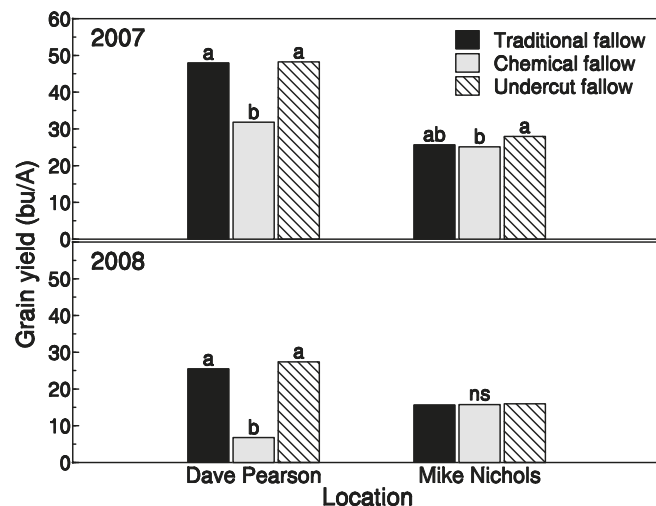 Grain yield (bu/A)
60
50
40
30
20
10
0
2007
a
b
a
ab
b
a
Traditional fallow
Chemical fallow
Undercut fallow
50
40
30
20
10
0
2008
a
b
a
ns
Dave Pearson
Mike Nichols
Location